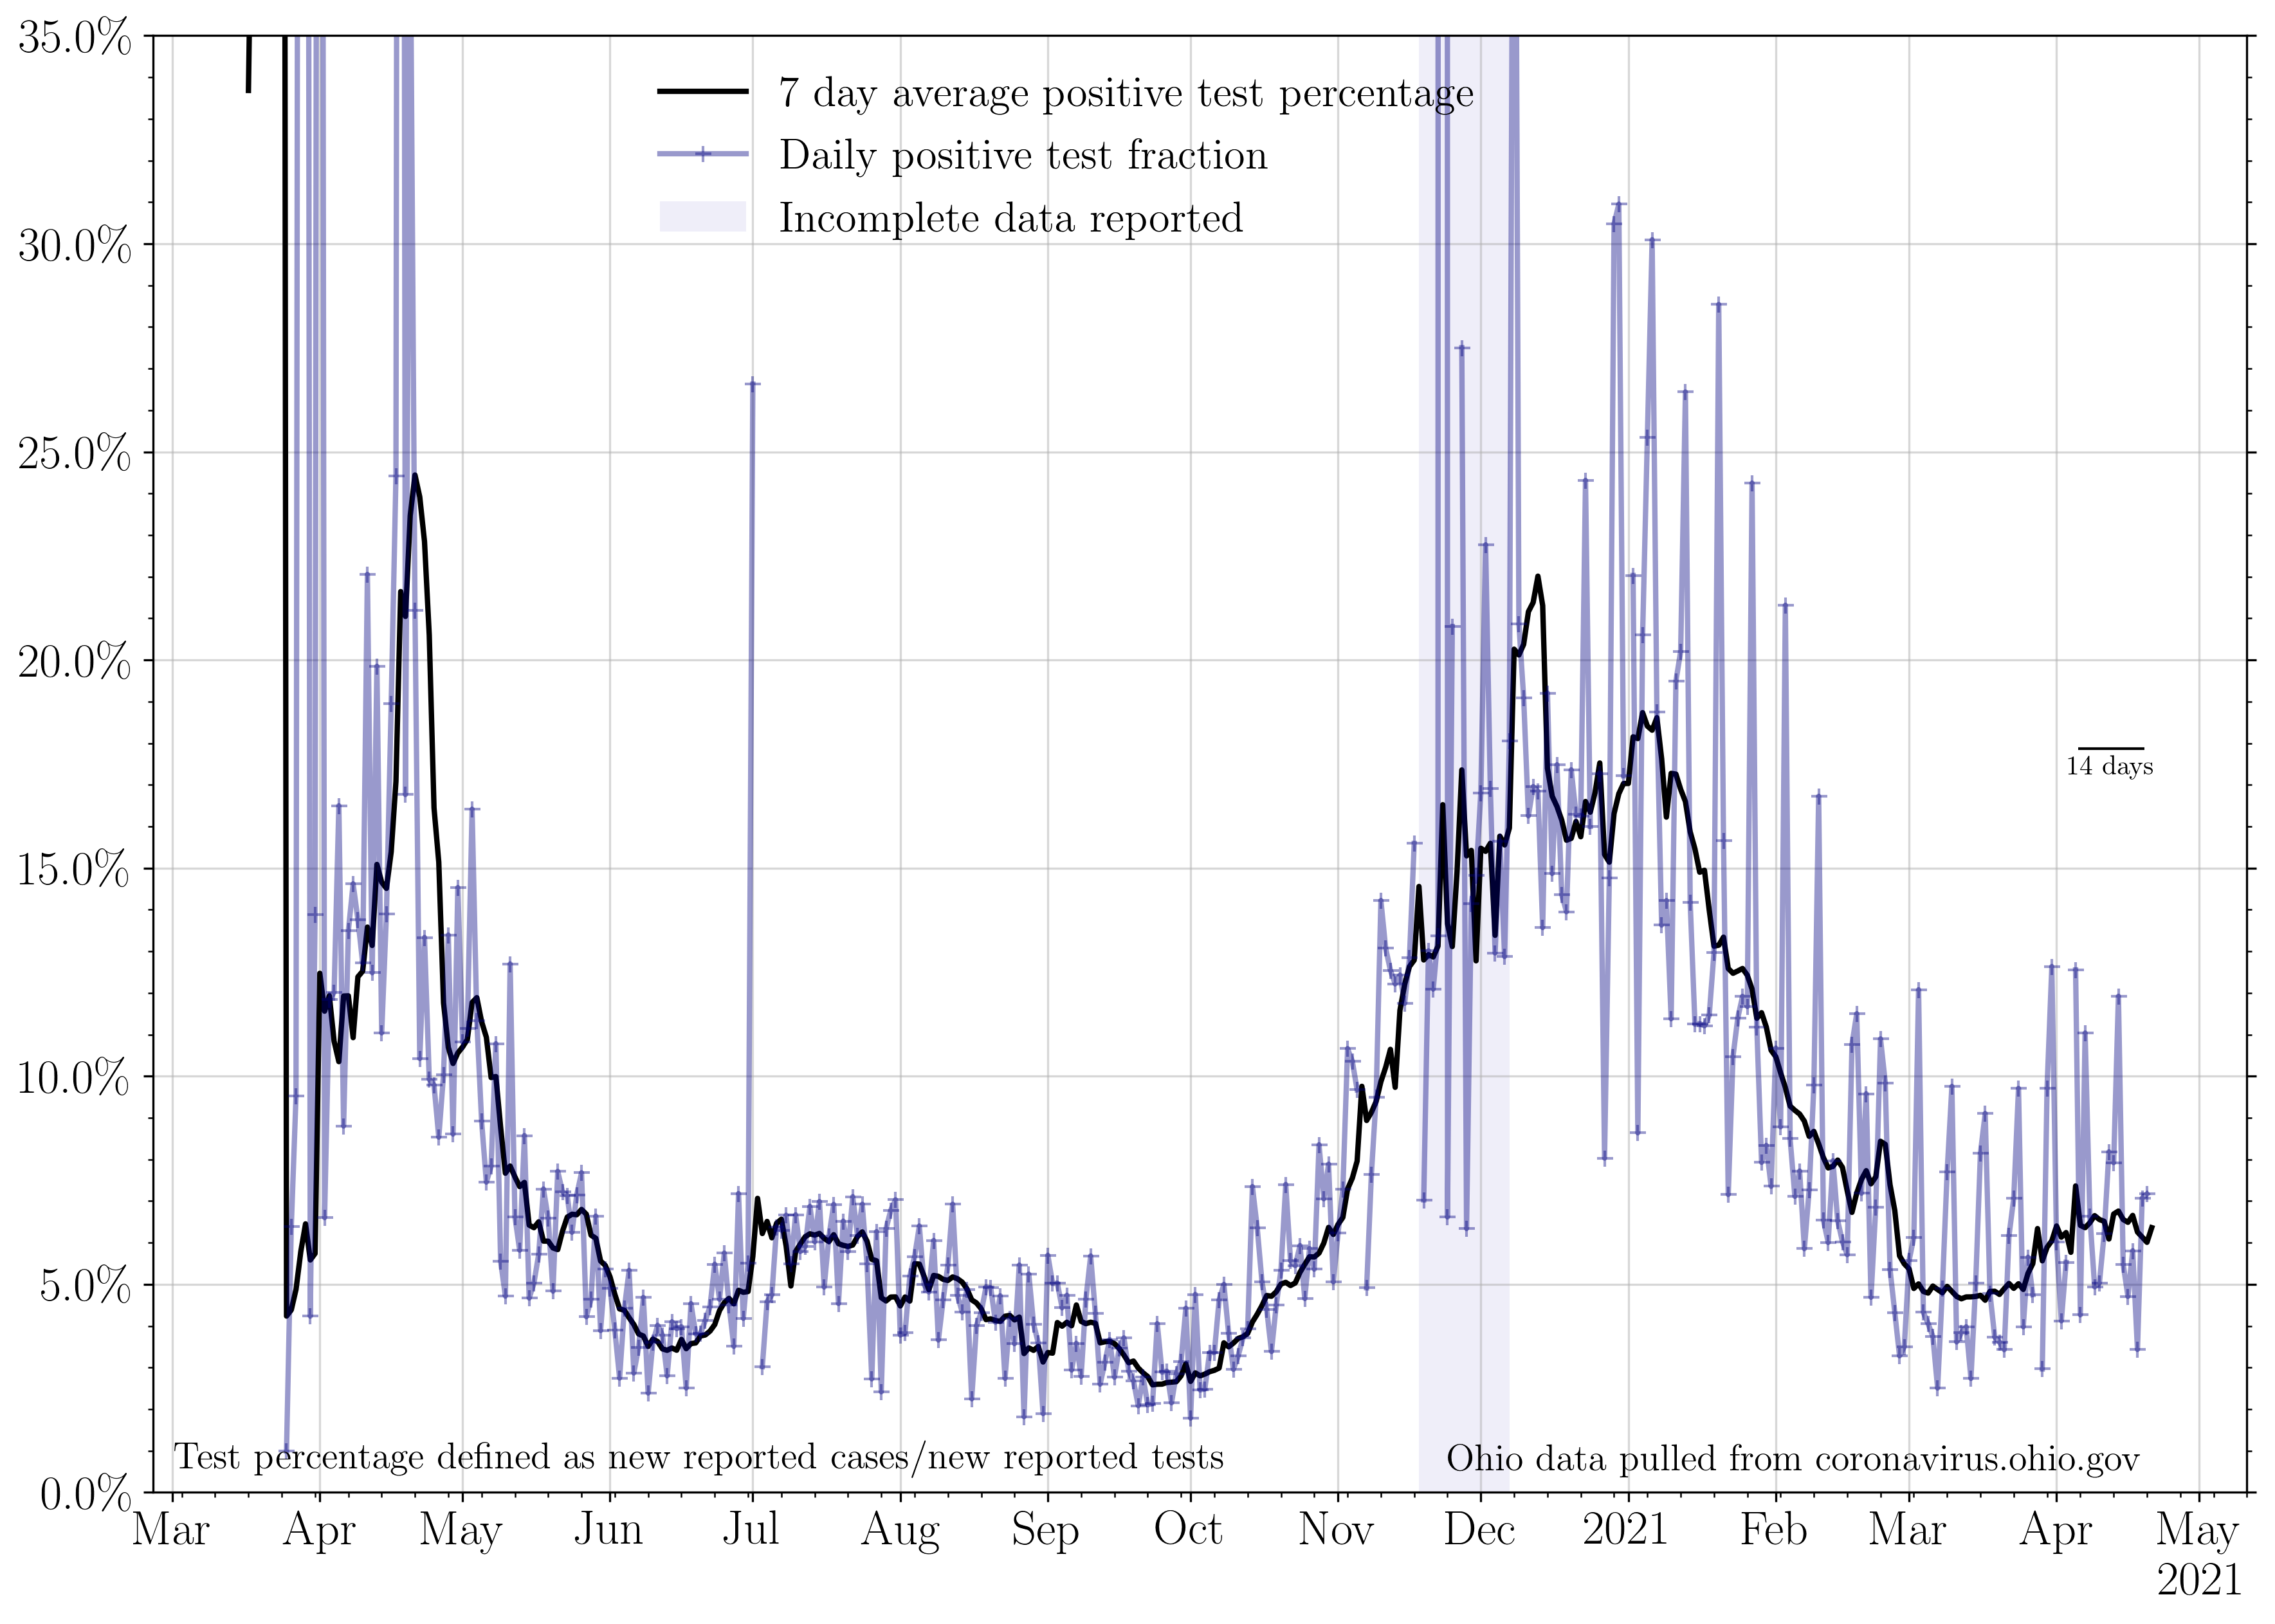 35.0%
30.0%
25.0%
20.0%
15.0%
10.0%
5.0%
0.0%
7 day average positive test percentage
Daily positive test fraction
Incomplete data reported
14 days
Test percentage defined as new reported cases/new reported tests
Ohio data pulled from coronavirus.ohio.gov
Mar Apr May Jun Jul Aug Sep Oct Nov Dec 2021 Feb Mar Apr May
2021